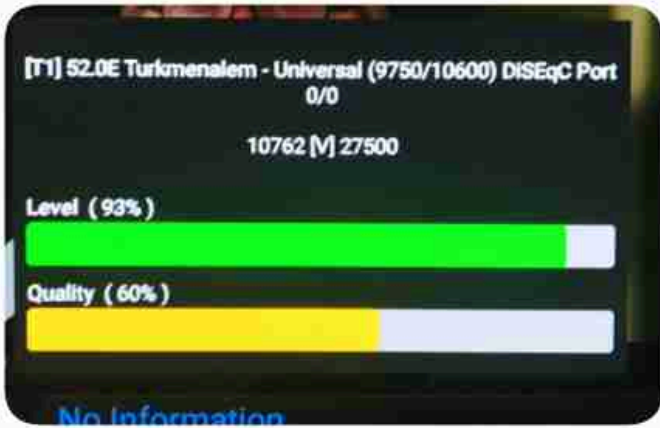 [T1] 52.0E Turkmenalem - Universal (9750/10600) DiSEqC Port
0/0
10762 [V] 27500
Level ( 93% )
Quality ( 60% )
No Information